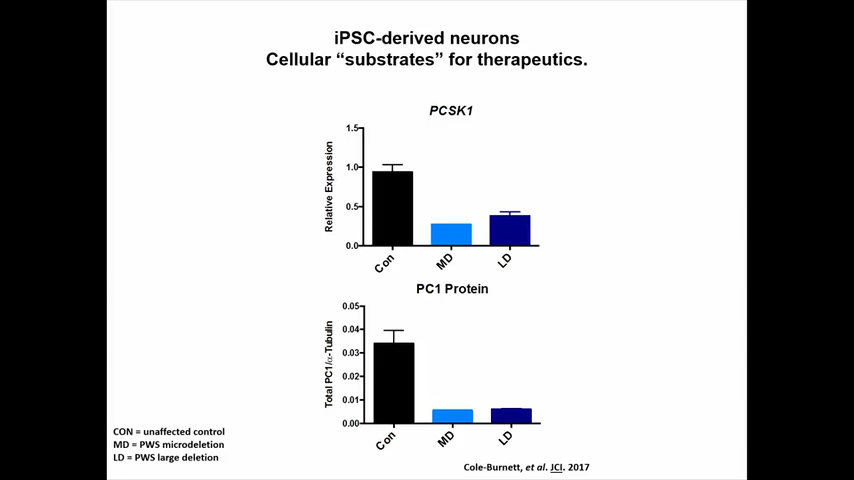 iPSC-derived neurons
Cellular “substrates” for therapeutics.
PCSK1
Relative Expression
1.5
1.0
0.5
0.0
Con
MD
LD
PC1 Protein
Total PC1/α-Tubulin
0.05
0.04
0.03
0.02
0.01
0.00
Con
MD
LD
CON = unaffected control
MD = PWS microdeletion
LD = PWS large deletion
Cole-Burnett, et al. JCI. 2017